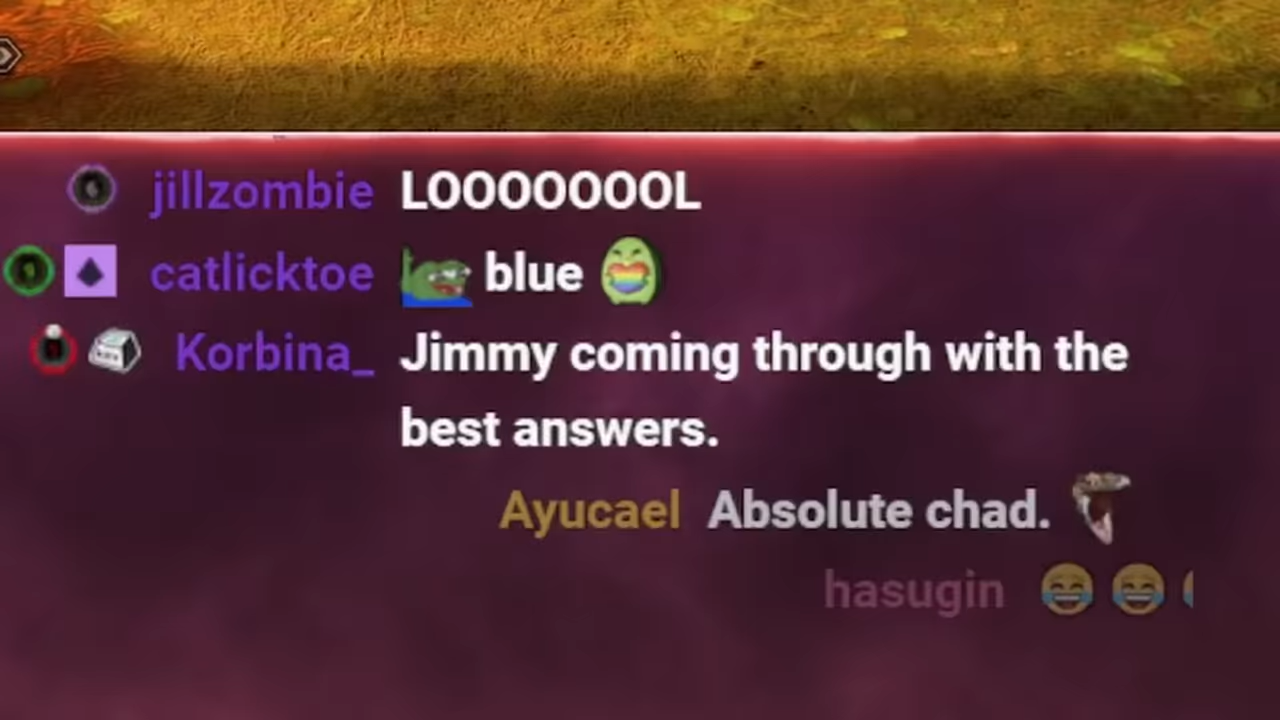 jillzombie LOOOOOOOL
catlicktoe blue
Korbina_ Jimmy coming through with the
best answers.
Ayucael Absolute chad.
hasugin 😂 😂